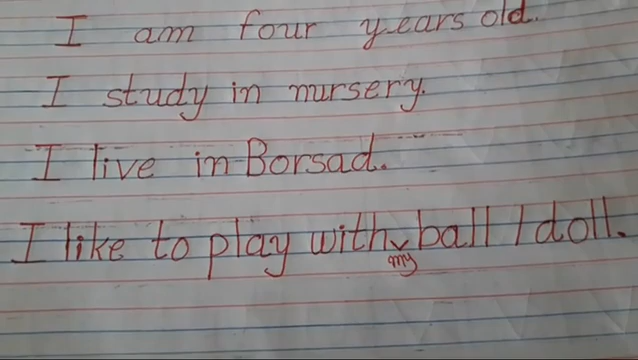 I am four years old.
I study in nursery.
I live in Borsad.
I like to play with my ball / doll.